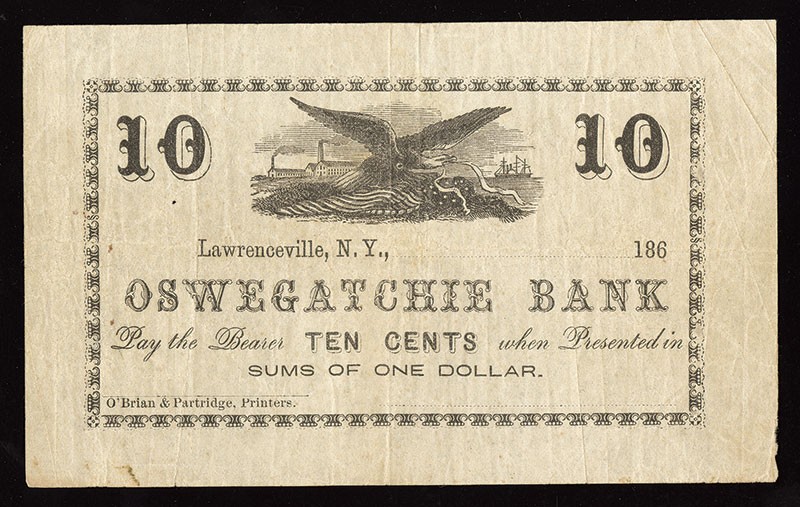 10 10
Lawrenceville, N. Y., 186
OSWEGATCHIE BANK
Pay the Bearer TEN CENTS when Presented in
SUMS OF ONE DOLLAR.
O'Brian & Partridge, Printers.